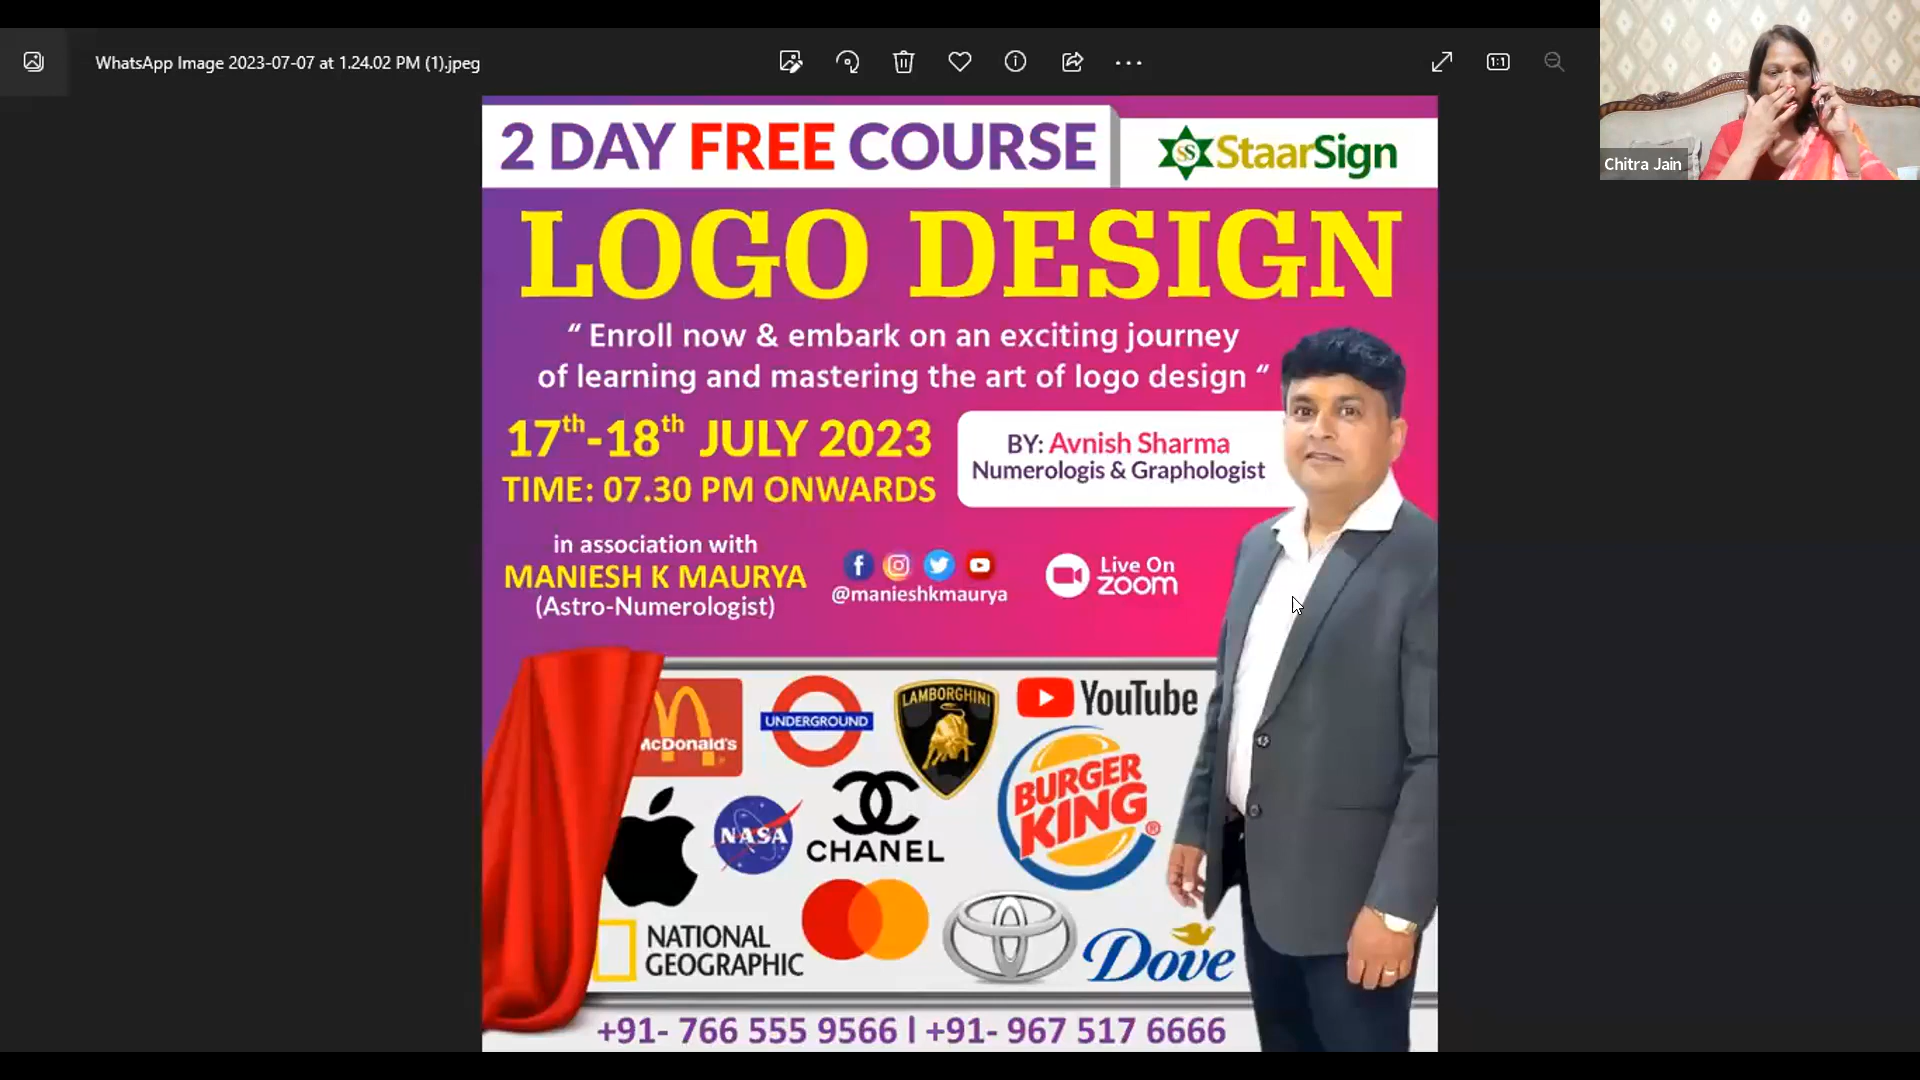 WhatsApp Image 2023-07-07 at 1.24.02 PM (1).jpeg
1:1
Chitra Jain
2 DAY FREE COURSE
SS StaarSign
LOGO DESIGN
“ Enroll now & embark on an exciting journey
of learning and mastering the art of logo design “
17th-18th JULY 2023
TIME: 07.30 PM ONWARDS
BY: Avnish Sharma
Numerologis & Graphologist
in association with
MANIESH K MAURYA
(Astro-Numerologist)
@manieshkmaurya
Live On
zoom
McDonald's
UNDERGROUND
LAMBORGHINI
YouTube
NASA
CHANEL
BURGER
KING®
NATIONAL
GEOGRAPHIC
Dove
+91- 766 555 9566 | +91- 967 517 6666